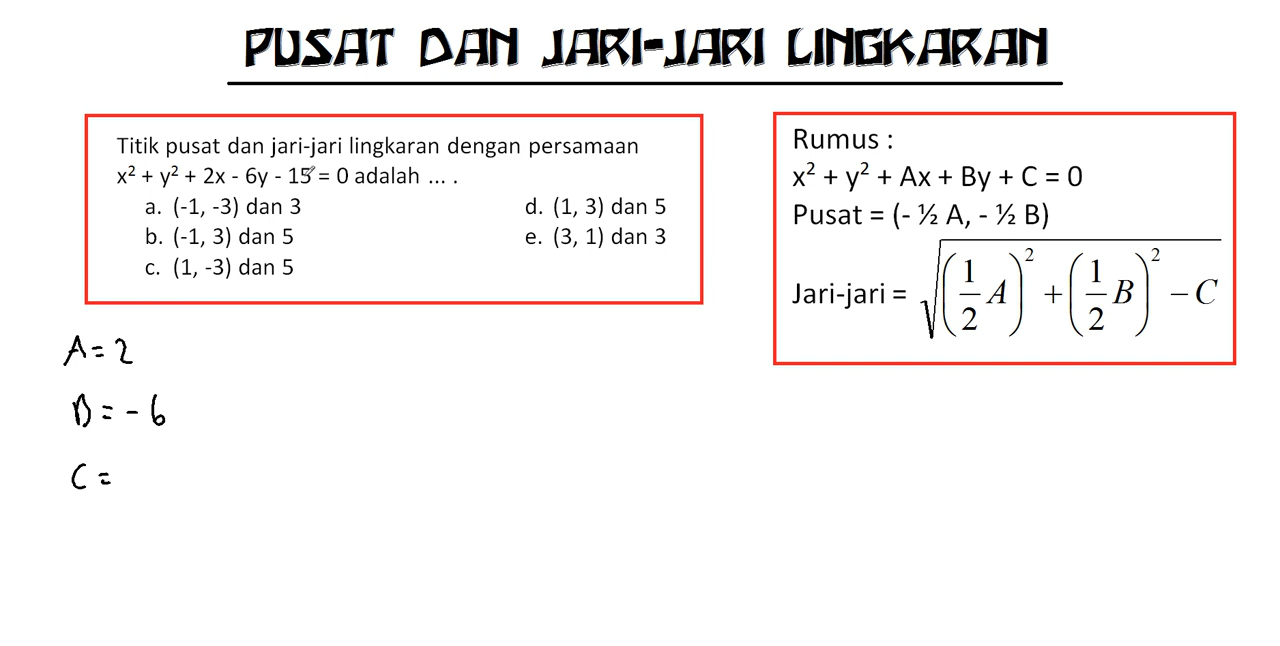 PUSAT DAN JARI-JARI LINGKARAN
Titik pusat dan jari-jari lingkaran dengan persamaan
x² + y² + 2x - 6y - 15 = 0 adalah ... .
a. (-1, -3) dan 3
b. (-1, 3) dan 5
c. (1, -3) dan 5
d. (1, 3) dan 5
e. (3, 1) dan 3
Rumus :
x² + y² + Ax + By + C = 0
Pusat = (- ½ A, - ½ B)
Jari-jari = √((1/2 A)² + (1/2 B)² - C)
A = 2
B = - 6
C =